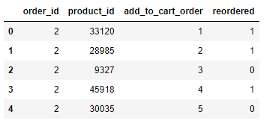 order_id product_id add_to_cart_order reordered
0 2 33120 1 1
1 2 28985 2 1
2 2 9327 3 0
3 2 45918 4 1
4 2 30035 5 0